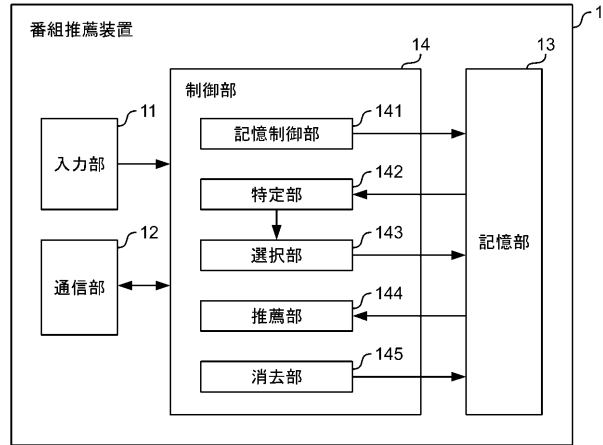 番組推薦装置
1
14
13
制御部
11
入力部
141
記憶制御部
142
特定部
12
通信部
143
選択部
記憶部
144
推薦部
145
消去部